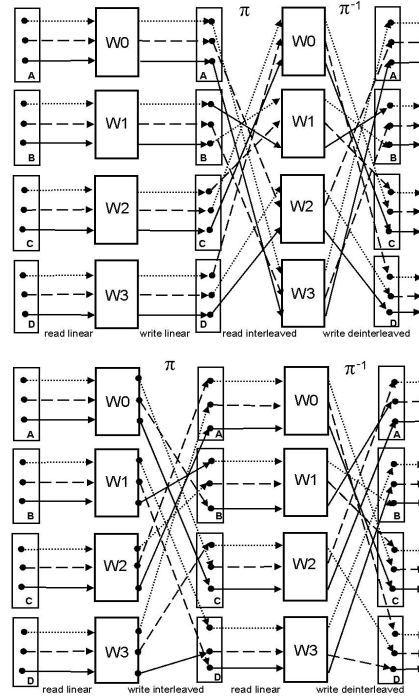 π π-1
W0
A A A
W0
W1
B B B
W1
W2
C C C
W2
W3
D D D
W3
read linear write linear read interleaved write deinterleaved
π π-1
W0
A A A
W0
W1
B B B
W1
W2
C C C
W2
W3
D D D
W3
read linear write interleaved read linear write deinterleaved